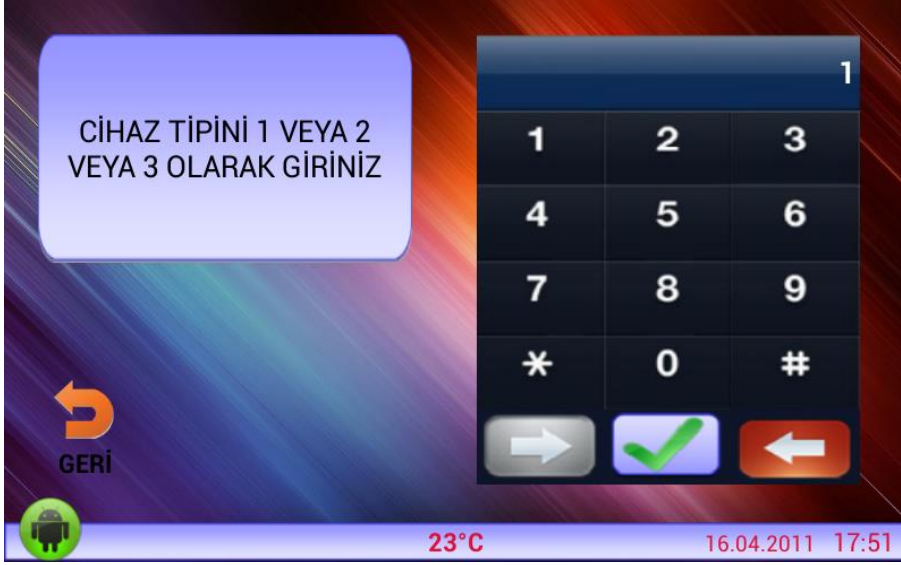 CİHAZ TİPİNİ 1 VEYA 2
VEYA 3 OLARAK GİRİNİZ
1
1 2 3
4 5 6
7 8 9
* 0 #
GERİ
23°C
16.04.2011 17:51